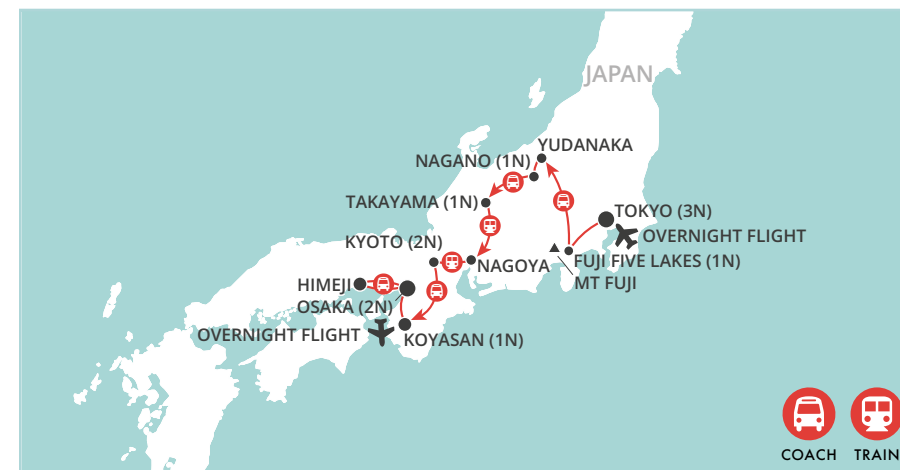 JAPAN
YUDANAKA
NAGANO (1N)
TAKAYAMA (1N)
TOKYO (3N)
OVERNIGHT FLIGHT
KYOTO (2N)
NAGOYA
FUJI FIVE LAKES (1N)
MT FUJI
HIMEJI
OSAKA (2N)
OVERNIGHT FLIGHT
KOYASAN (1N)
COACH TRAIN